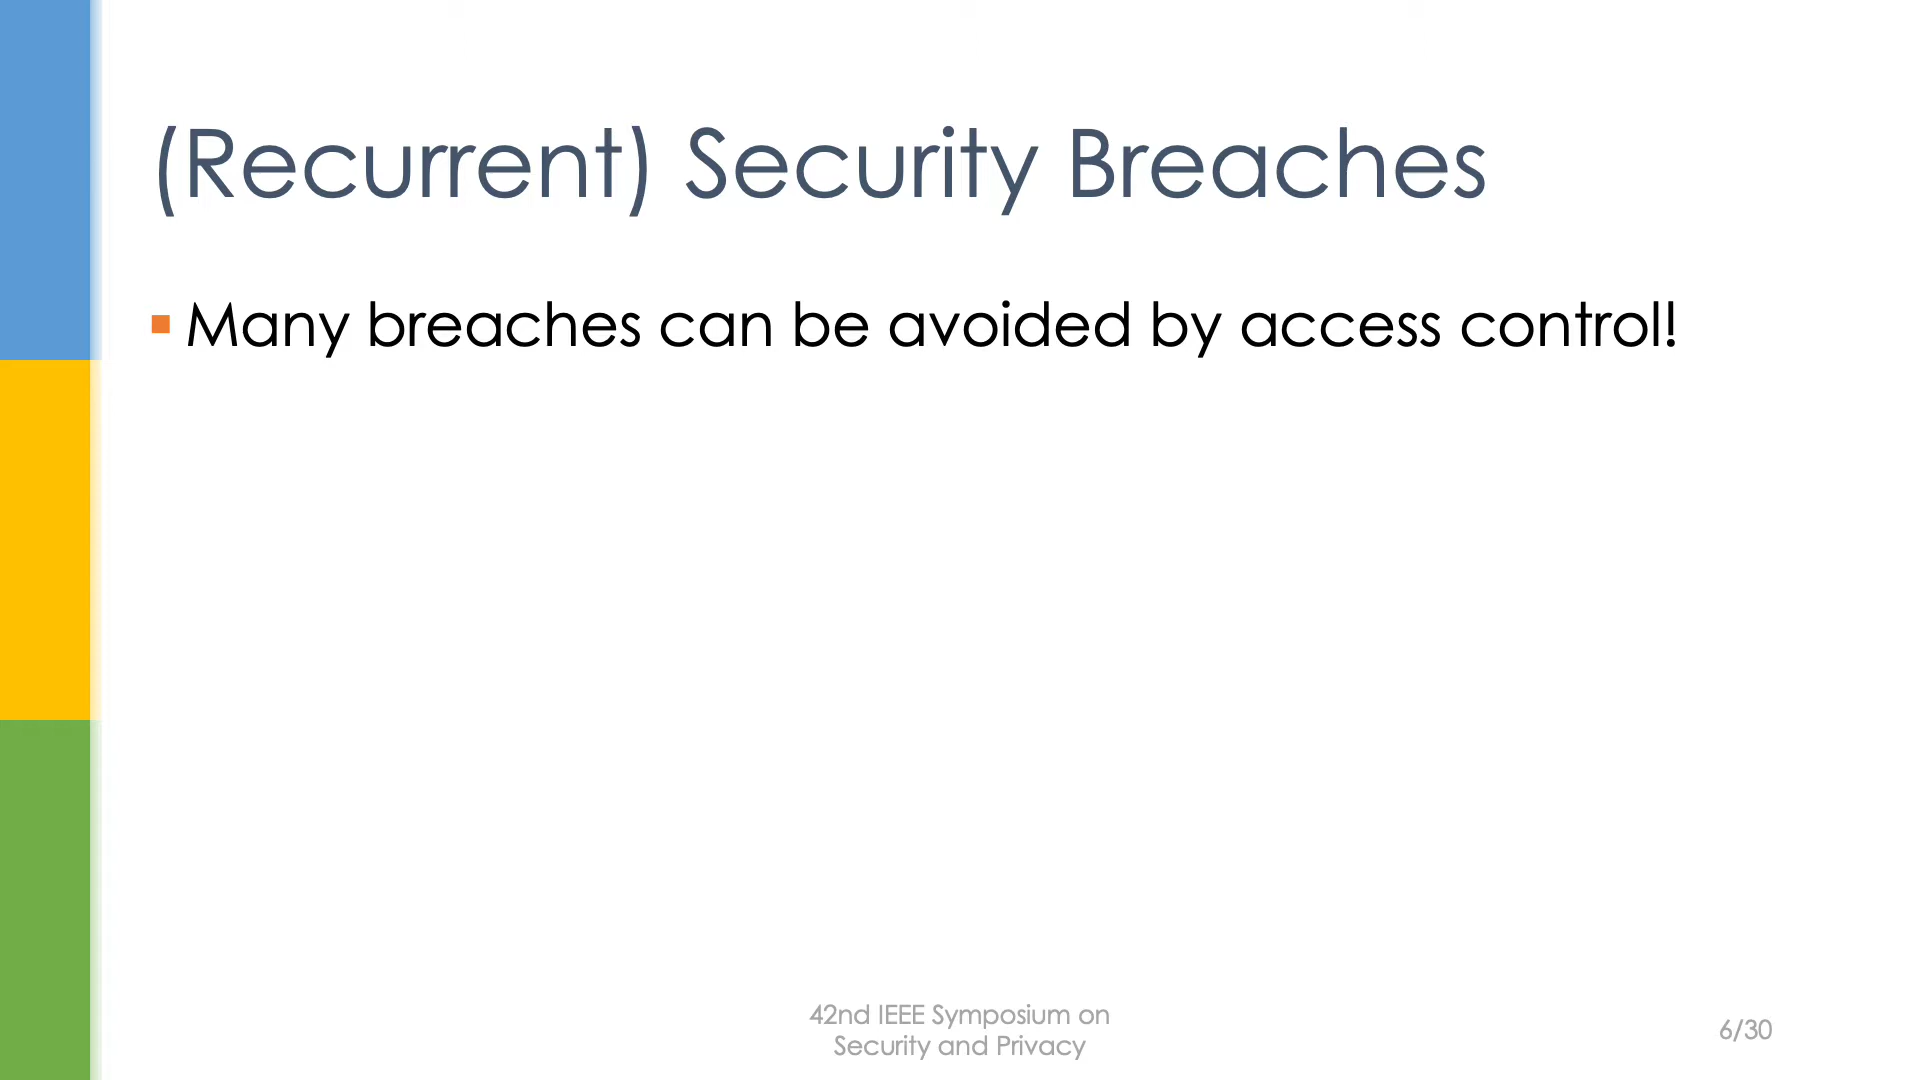 (Recurrent) Security Breaches
▪ Many breaches can be avoided by access control!
42nd IEEE Symposium on
Security and Privacy
6/30